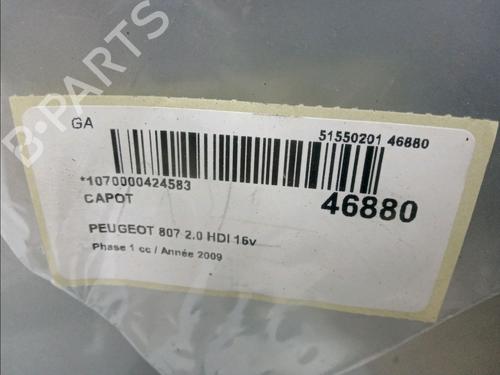 B-PARTS
GA
51550201 46880
*1070000424583
CAPOT
46880
PEUGEOT 807 2.0 HDI 16v
Phase 1 cc / Année 2009